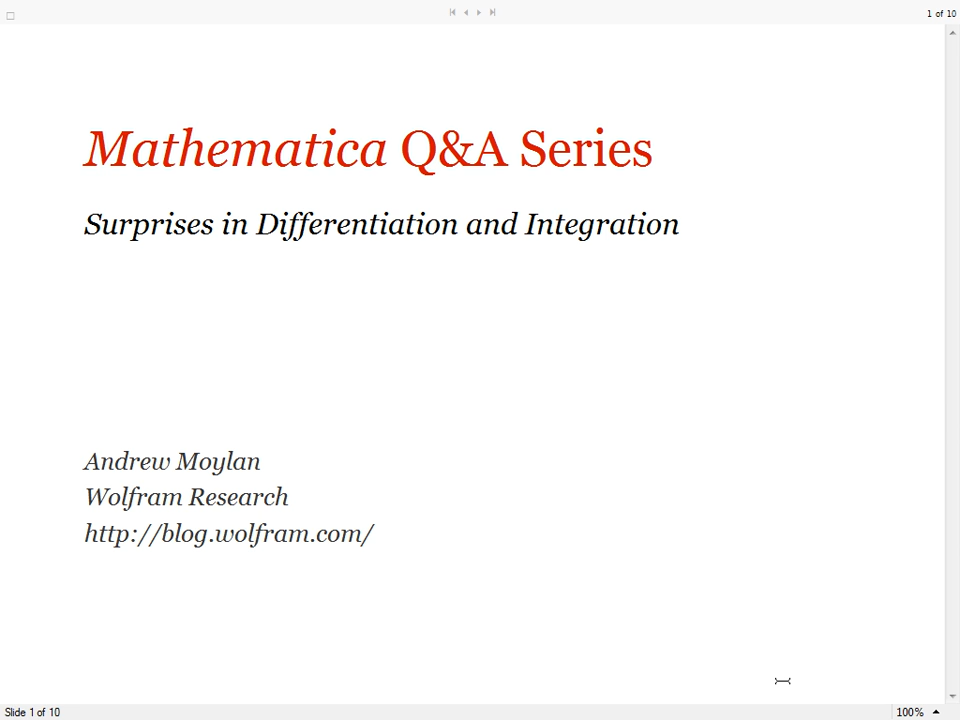 1 of 10
Mathematica Q&A Series
Surprises in Differentiation and Integration
Andrew Moylan
Wolfram Research
http://blog.wolfram.com/
Slide 1 of 10
100%